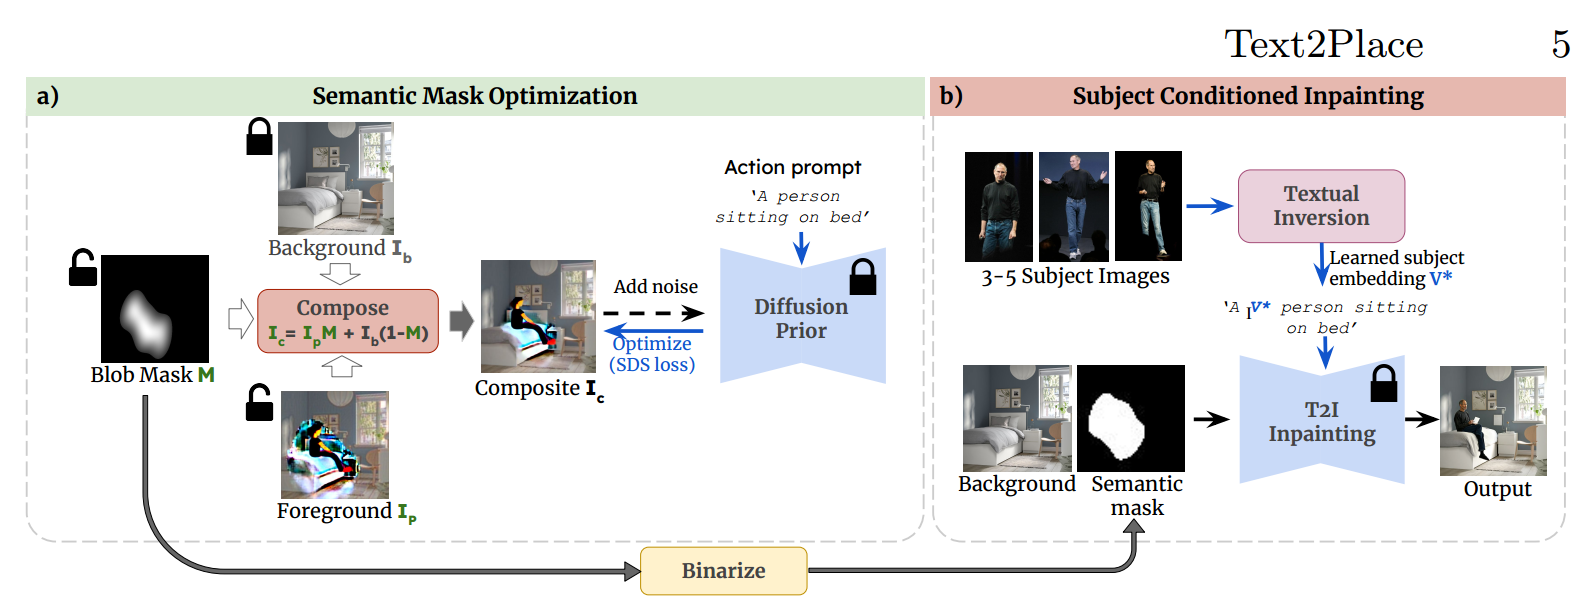 Text2Place 5
a) Semantic Mask Optimization
Background I_b
Blob Mask M
Compose
I_c= I_pM + I_b(1-M)
Foreground I_p
Composite I_c
Add noise
Optimize
(SDS loss)
Action prompt
‘A person
sitting on bed’
Diffusion
Prior
b) Subject Conditioned Inpainting
3-5 Subject Images
Textual
Inversion
Learned subject
embedding V*
‘A V* person sitting
on bed’
Background
Semantic
mask
T2I
Inpainting
Output
Binarize